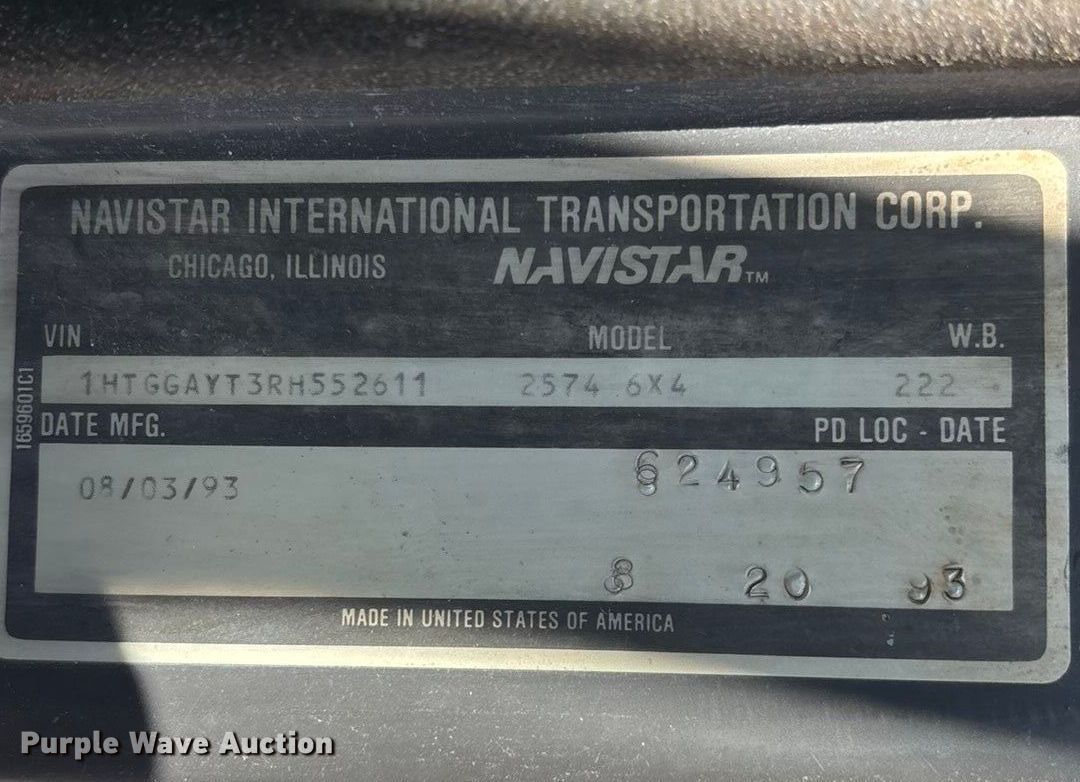 NAVISTAR INTERNATIONAL TRANSPORTATION CORP.
CHICAGO, ILLINOIS NAVISTAR™
VIN MODEL W.B.
1HTGGAYT3RH552611 2574 6X4 222
1659601C1
DATE MFG. PD LOC - DATE
08/03/93 624957
8 20 93
MADE IN UNITED STATES OF AMERICA
Purple Wave Auction